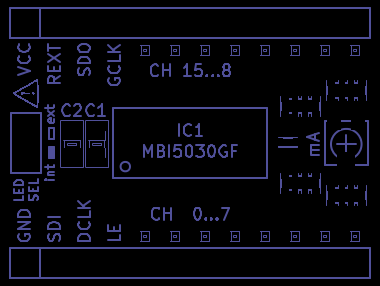 VCC
REXT
SDO
GCLK
CH 15...8
ext
C2 C1
IC1
MBI5030GF
mA
int
LED
SEL
GND
SDI
DCLK
LE
CH 0...7